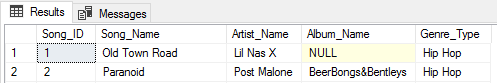 Results Messages
Song_ID Song_Name Artist_Name Album_Name Genre_Type
1 1 Old Town Road Lil Nas X NULL Hip Hop
2 2 Paranoid Post Malone BeerBongs&Bentleys Hip Hop